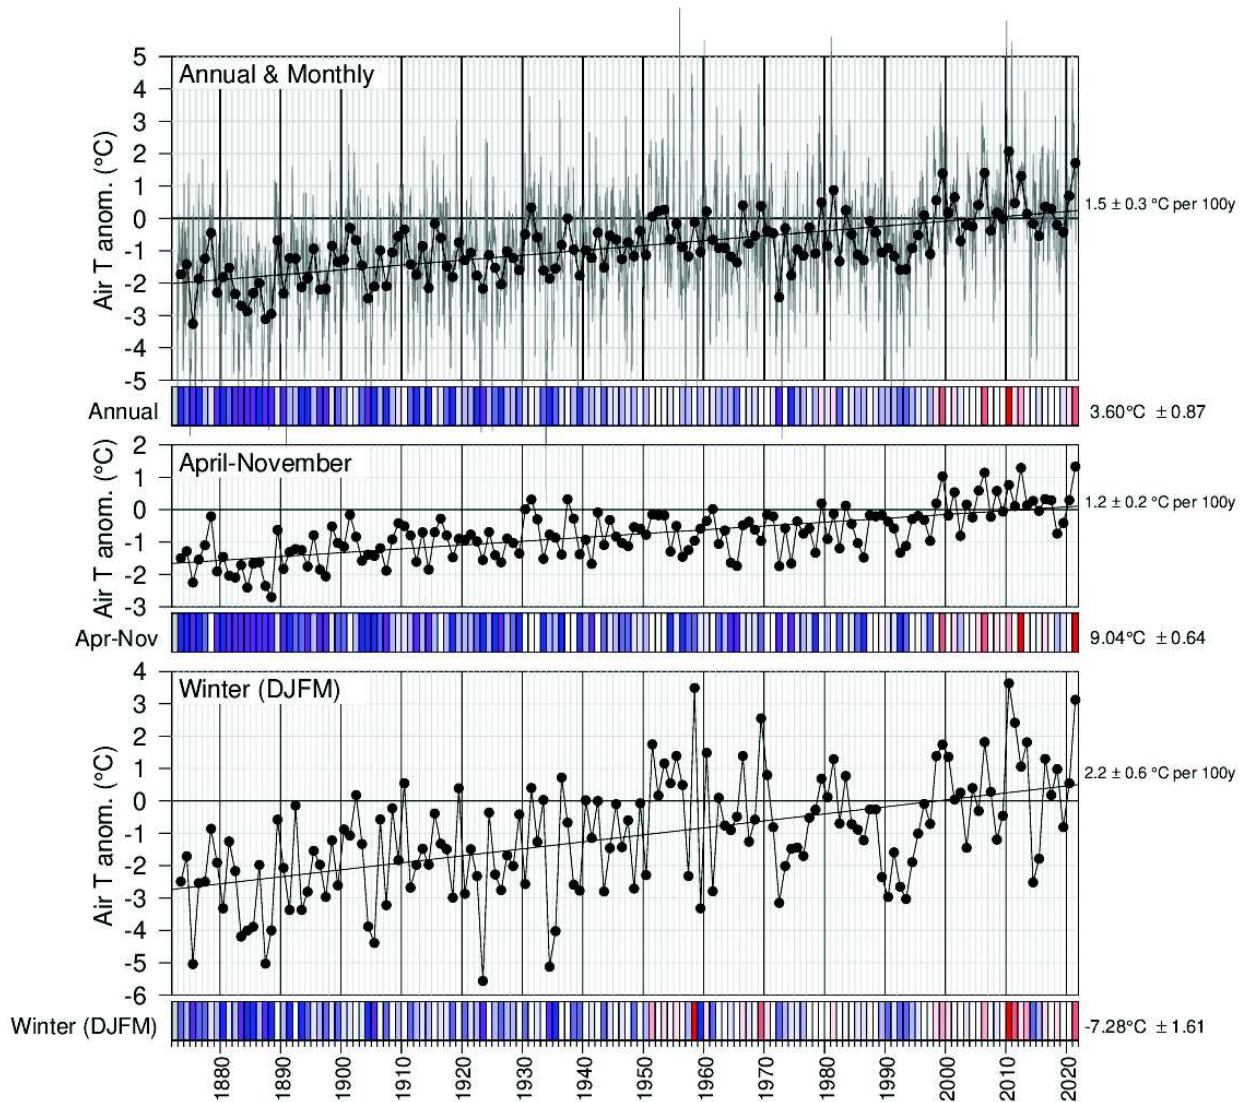 Annual & Monthly
Air T anom. (°C)
5
4
3
2
1
0
-1
-2
-3
-4
-5
1.5 ± 0.3 °C per 100y
Annual
3.60°C ± 0.87
April-November
Air T anom. (°C)
2
1
0
-1
-2
-3
1.2 ± 0.2 °C per 100y
Apr-Nov
9.04°C ± 0.64
Winter (DJFM)
Air T anom. (°C)
4
3
2
1
0
-1
-2
-3
-4
-5
-6
2.2 ± 0.6 °C per 100y
Winter (DJFM)
-7.28°C ± 1.61
1880 1890 1900 1910 1920 1930 1940 1950 1960 1970 1980 1990 2000 2010 2020